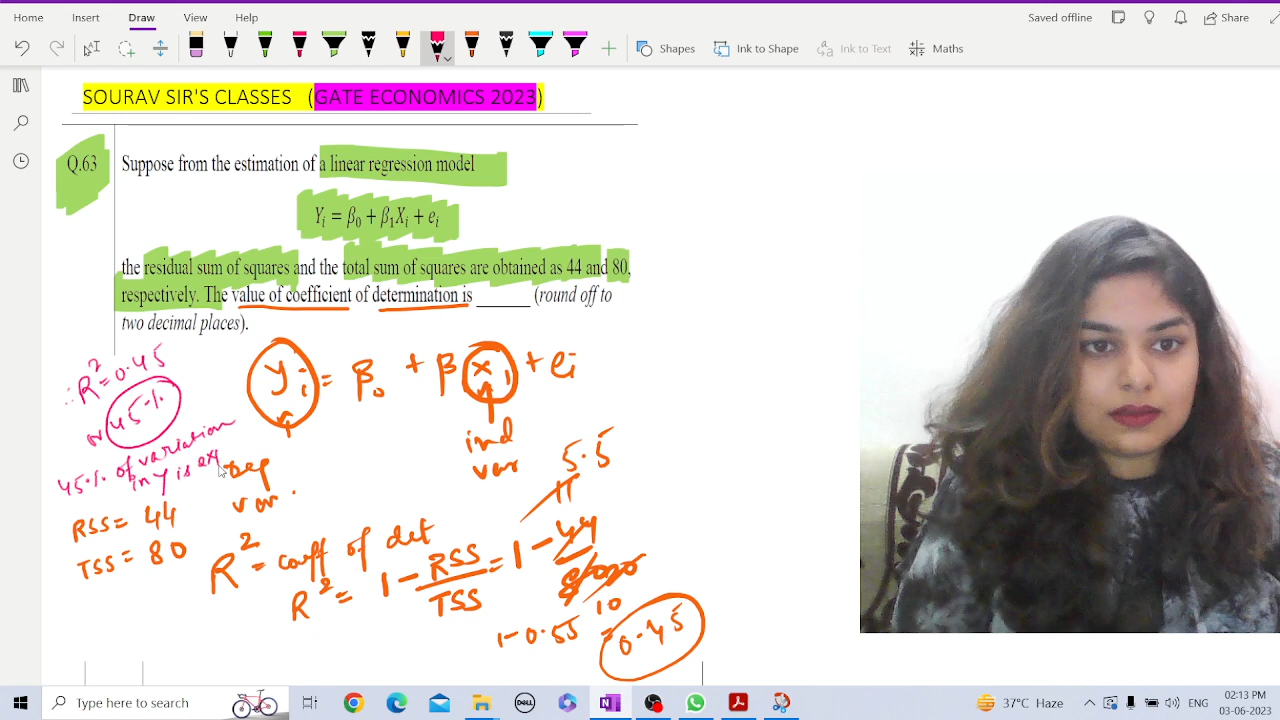 Home Insert Draw View Help
Saved offline
Share
Shapes
Ink to Shape
Ink to Text
Maths
SOURAV SIR'S CLASSES (GATE ECONOMICS 2023)
Q.63 Suppose from the estimation of a linear regression model
Yᵢ = β₀ + β₁Xᵢ + eᵢ
the residual sum of squares and the total sum of squares are obtained as 44 and 80,
respectively. The value of coefficient of determination is ______ (round off to
two decimal places).
∴ R² = 0.45
or 45%
45% of variation
in y is exp
yᵢ = β₀ + β xᵢ + eᵢ
dep
var.
ind
var
RSS = 44
TSS = 80
R² = coeff of det
R² = 1 - RSS/TSS = 1 - 44/
5.5
11
10
1-0.55 = 0.45
Type here to search
37°C Haze
ENG
02:13 PM
03-06-2023